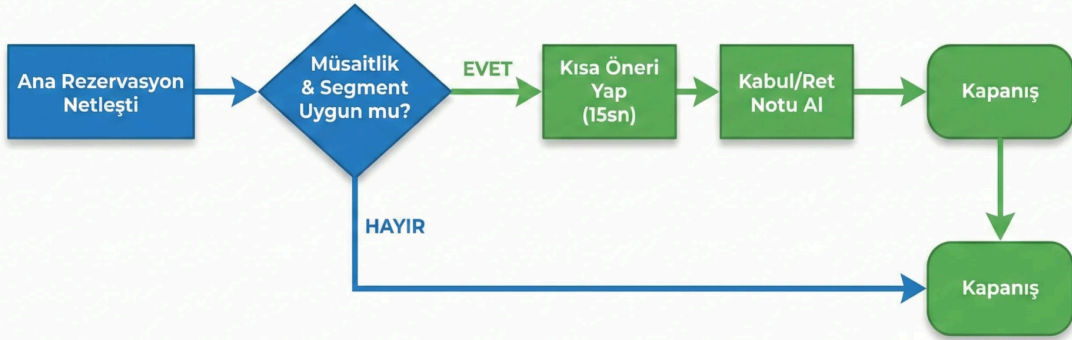 Ana Rezervasyon
Netleşti
Müsaitlik
& Segment
Uygun mu?
EVET
Kısa Öneri
Yap
(15sn)
Kabul/Ret
Notu Al
Kapanış
HAYIR
Kapanış